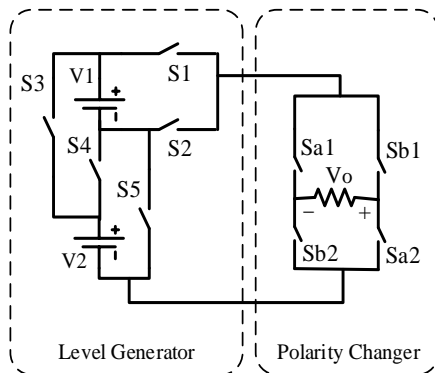 S3
V1
+
-
S1
S4
S2
S5
+
-
V2
Sa1
Sb1
Vo
- +
Sb2
Sa2
Level Generator
Polarity Changer